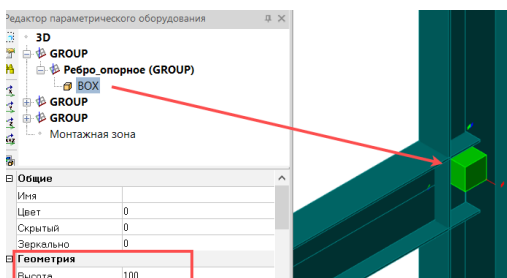 Редактор параметрического оборудования
3D
GROUP
Ребро_опорное (GROUP)
BOX
GROUP
GROUP
Монтажная зона
Общие
Имя
Цвет 0
Скрытый 0
Зеркально 0
Геометрия
Высота 100